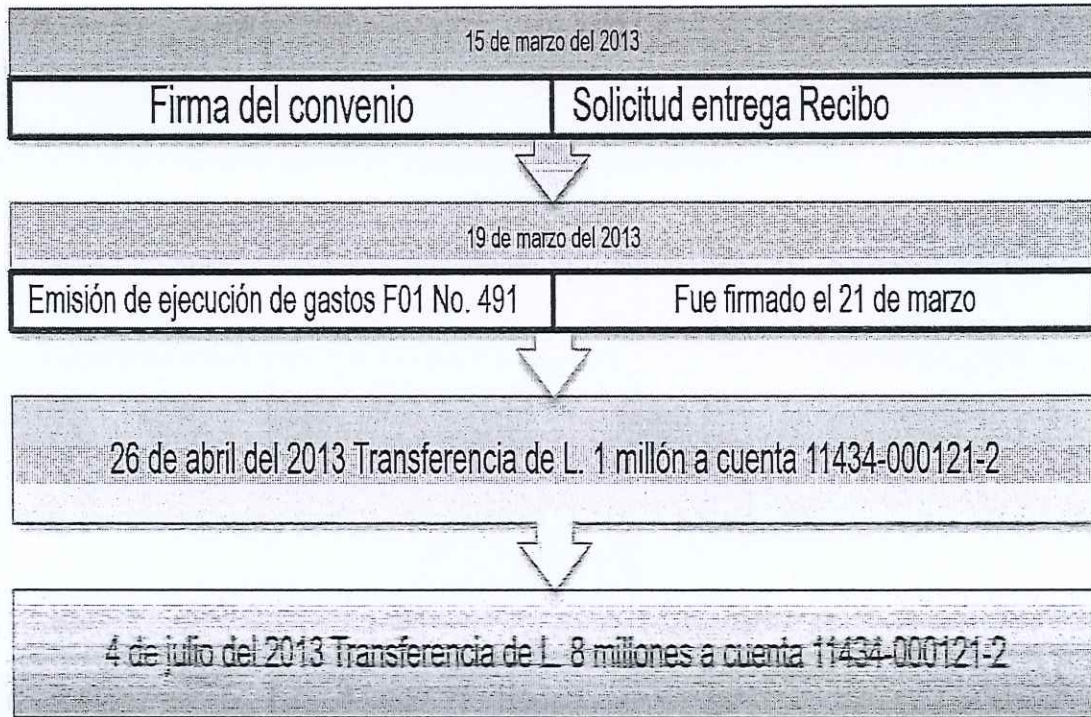 15 de marzo del 2013
Firma del convenio
Solicitud entrega Recibo
19 de marzo del 2013
Emisión de ejecución de gastos F01 No. 491
Fue firmado el 21 de marzo
26 de abril del 2013 Transferencia de L. 1 millón a cuenta 11434-000121-2
4 de julio del 2013 Transferencia de L. 8 millones a cuenta 11434-000121-2